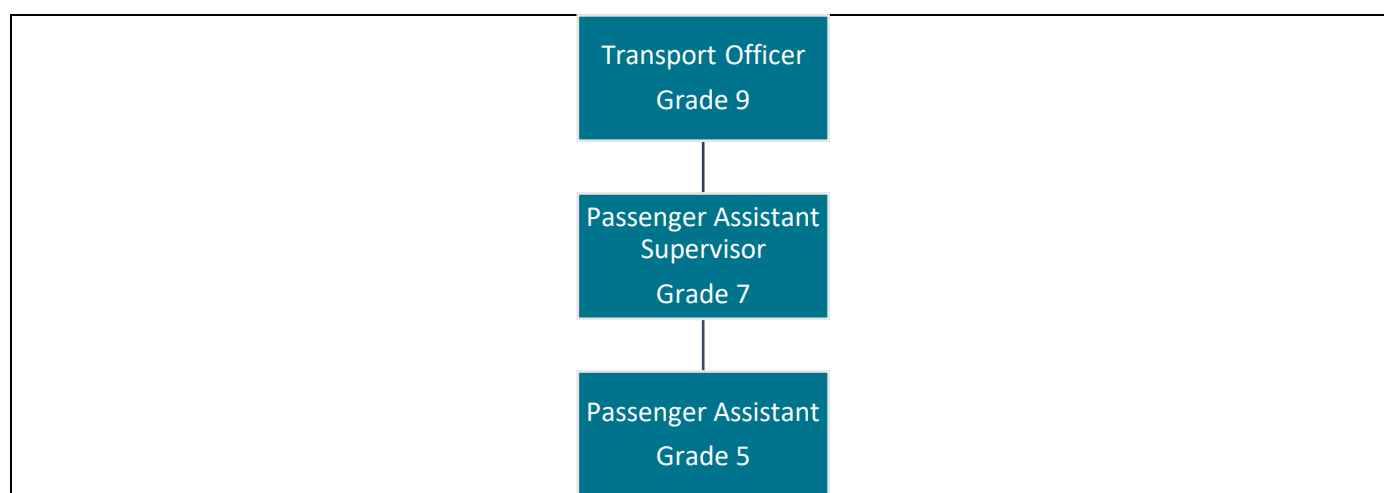 Transport Officer
Grade 9
Passenger Assistant
Supervisor
Grade 7
Passenger Assistant
Grade 5